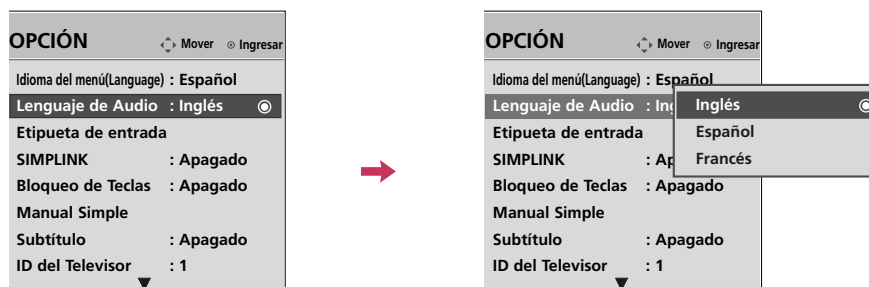 OPCIÓN Mover Ingresar
Idioma del menú(Language) : Español
Lenguaje de Audio : Inglés
Etipueta de entrada
SIMPLINK : Apagado
Bloqueo de Teclas : Apagado
Manual Simple
Subtítulo : Apagado
ID del Televisor : 1
OPCIÓN Mover Ingresar
Idioma del menú(Language) : Español
Lenguaje de Audio : Ing
Etipueta de entrada
SIMPLINK : Ap
Bloqueo de Teclas : Apagado
Manual Simple
Subtítulo : Apagado
ID del Televisor : 1
Inglés
Español
Francés